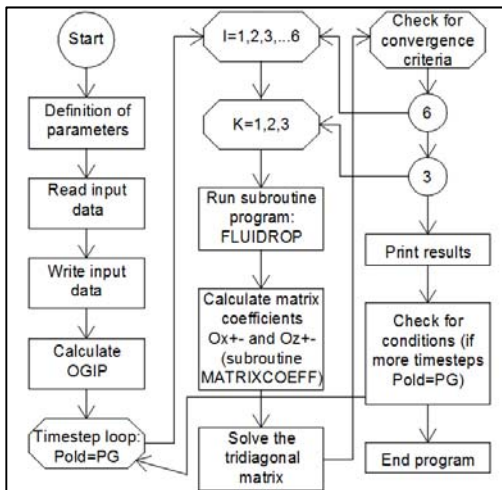 Start
Definition of
parameters
Read input
data
Write input
data
Calculate
OGIP
Timestep loop:
Pold=PG
I=1,2,3,...6
K=1,2,3
Run subroutine
program:
FLUIDROP
Calculate matrix
coefficients
Ox+- and Oz+-
(subroutine
MATRIXCOEFF)
Solve the
tridiagonal
matrix
Check for
convergence
criteria
6
3
Print results
Check for
conditions (if
more timesteps
Pold=PG)
End program